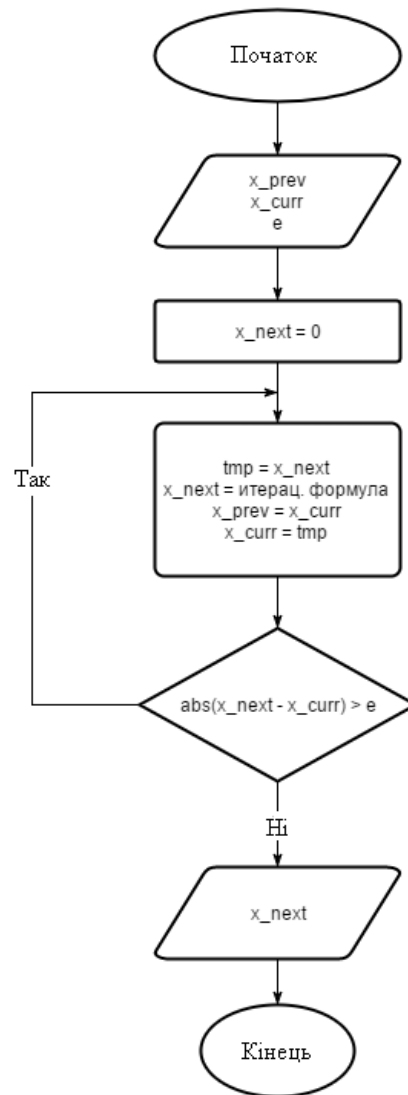 Початок
x_prev
x_curr
e
x_next = 0
Так
tmp = x_next
x_next = итерац. формула
x_prev = x_curr
x_curr = tmp
abs(x_next - x_curr) > e
Ні
x_next
Кінець